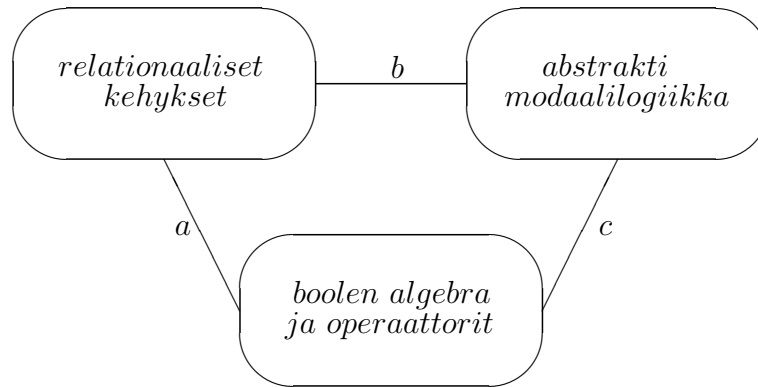 relationaaliset
kehykset
b
abstrakti
modaalilogiikka
a
c
boolen algebra
ja operaattorit